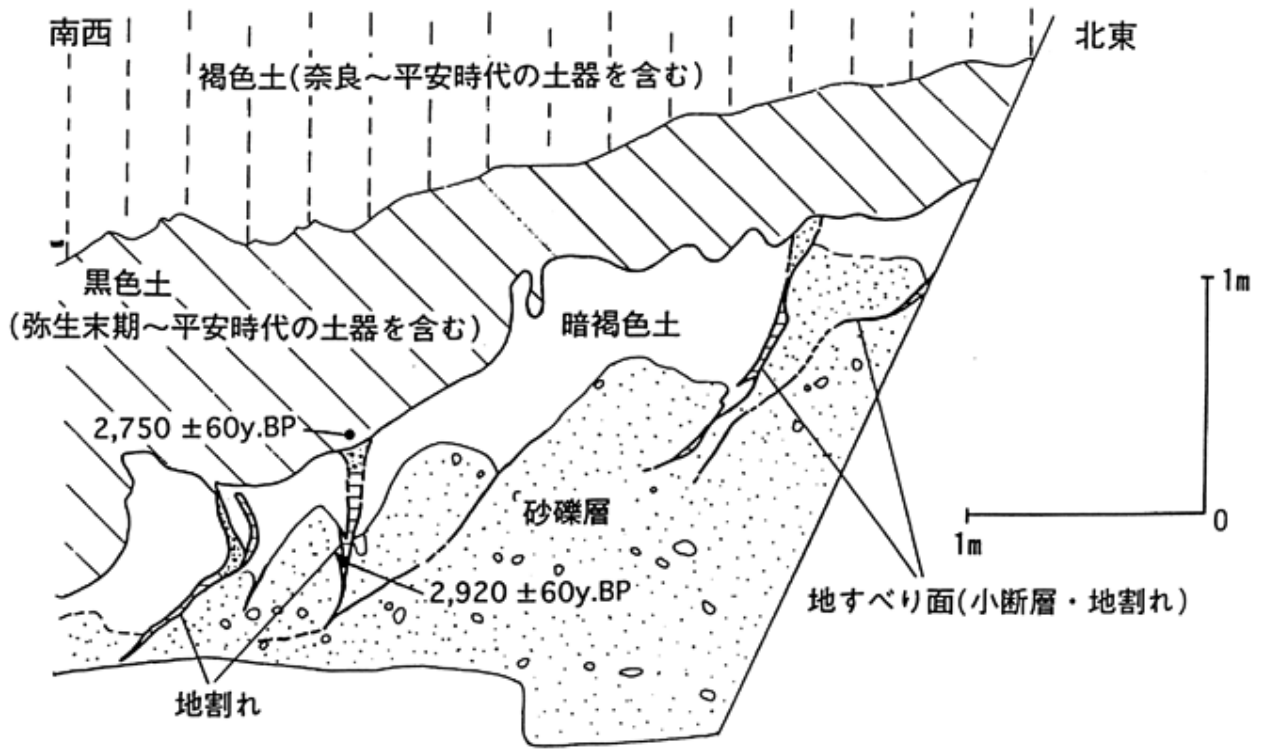 南西
北東
褐色土(奈良～平安時代の土器を含む)
黒色土
(弥生末期～平安時代の土器を含む)
暗褐色土
1m
2,750 ±60y.BP
砂礫層
0
1m
2,920 ±60y.BP
地すべり面(小断層・地割れ)
地割れ